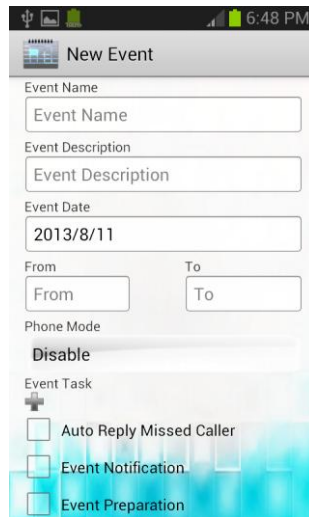 6:48 PM
New Event
Event Name
Event Name
Event Description
Event Description
Event Date
2013/8/11
From To
From To
Phone Mode
Disable
Event Task
Auto Reply Missed Caller
Event Notification
Event Preparation